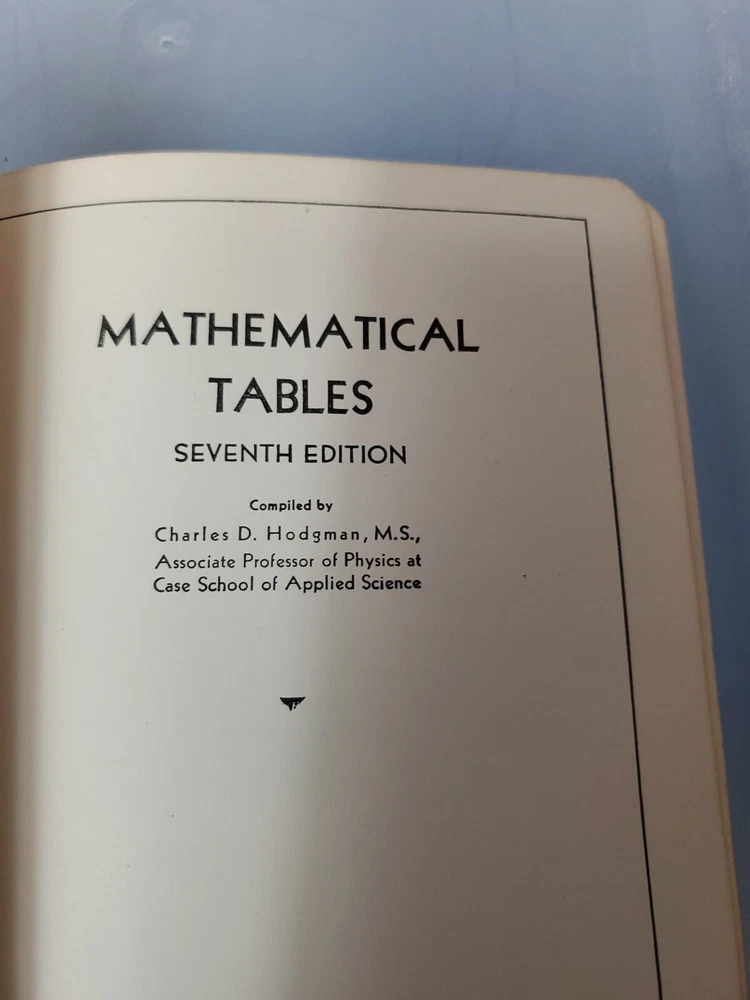 MATHEMATICAL
TABLES
SEVENTH EDITION
Compiled by
Charles D. Hodgman, M.S.,
Associate Professor of Physics at
Case School of Applied Science